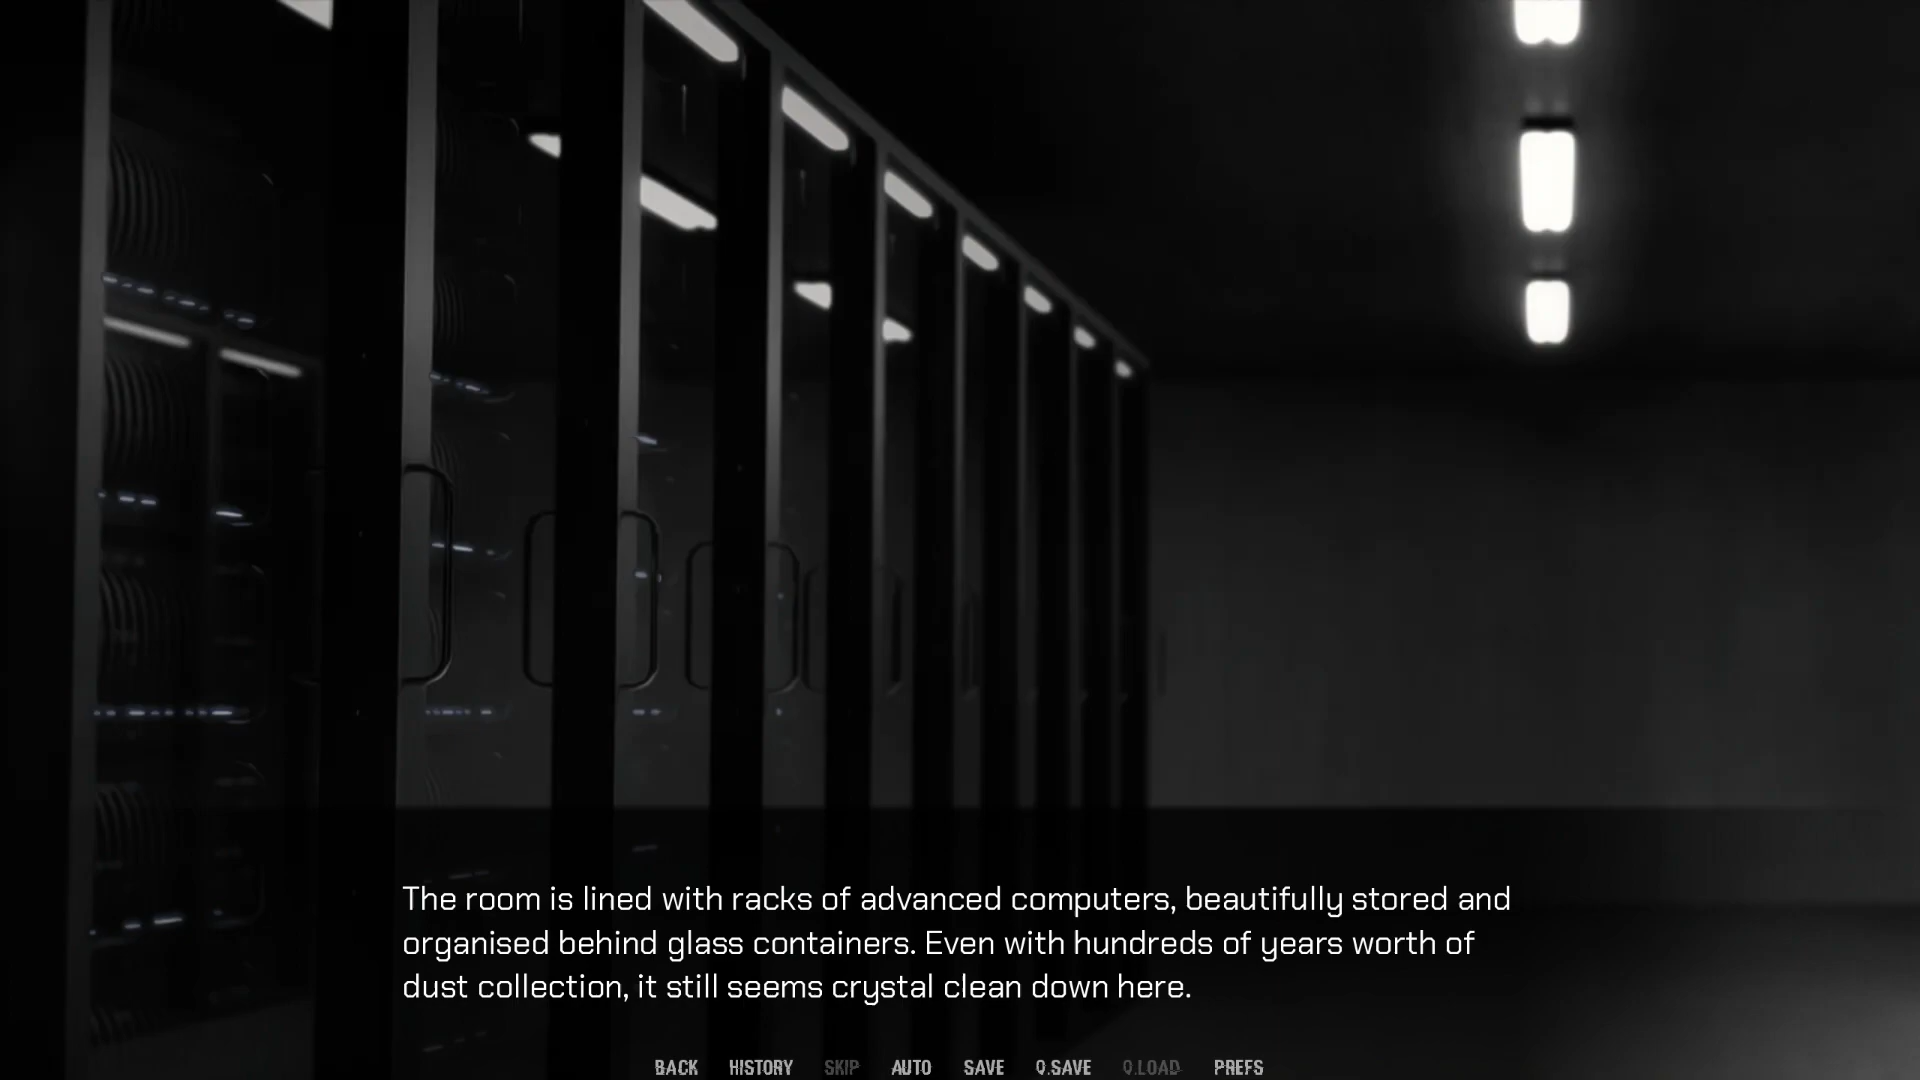 The room is lined with racks of advanced computers, beautifully stored and
organised behind glass containers. Even with hundreds of years worth of
dust collection, it still seems crystal clean down here.
BACK HISTORY SKIP AUTO SAVE Q.SAVE Q.LOAD PREFS